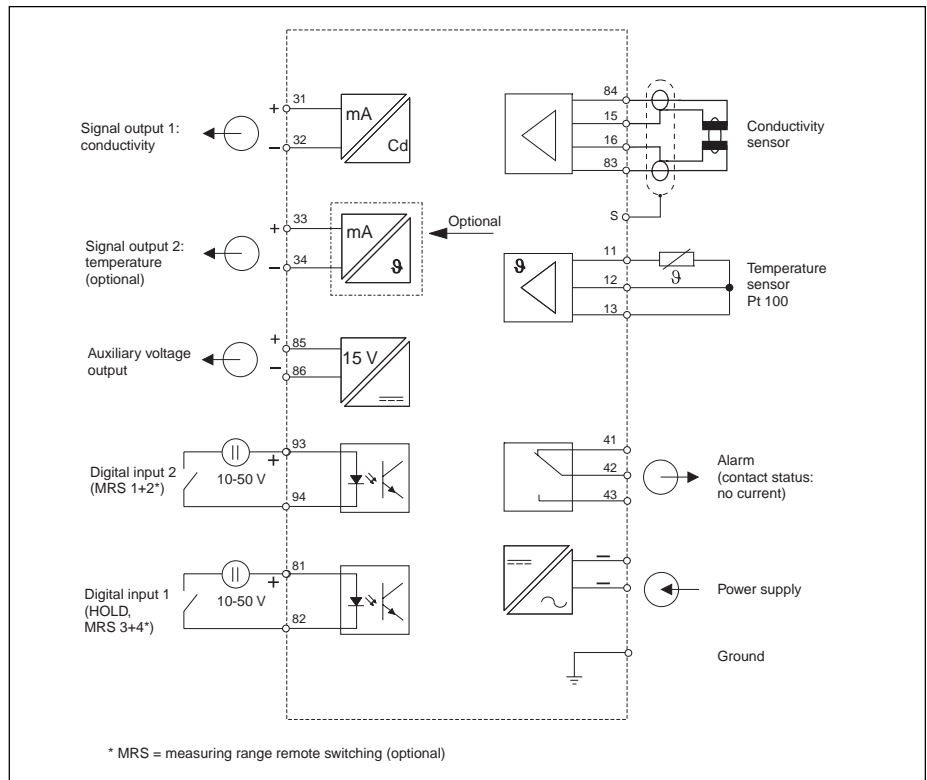 Signal output 1:
conductivity
+
31
−
32
mA
Cd
Signal output 2:
temperature
(optional)
+
33
−
34
mA
ϑ
Optional
Auxiliary voltage
output
+
85
−
86
15 V
Digital input 2
(MRS 1+2*)
10-50 V
+
93
94
Digital input 1
(HOLD,
MRS 3+4*)
10-50 V
+
81
82
84
15
16
83
S
Conductivity
sensor
ϑ
11
12
13
ϑ
Temperature
sensor
Pt 100
41
42
43
Alarm
(contact status:
no current)
−
−
Power supply
Ground
* MRS = measuring range remote switching (optional)